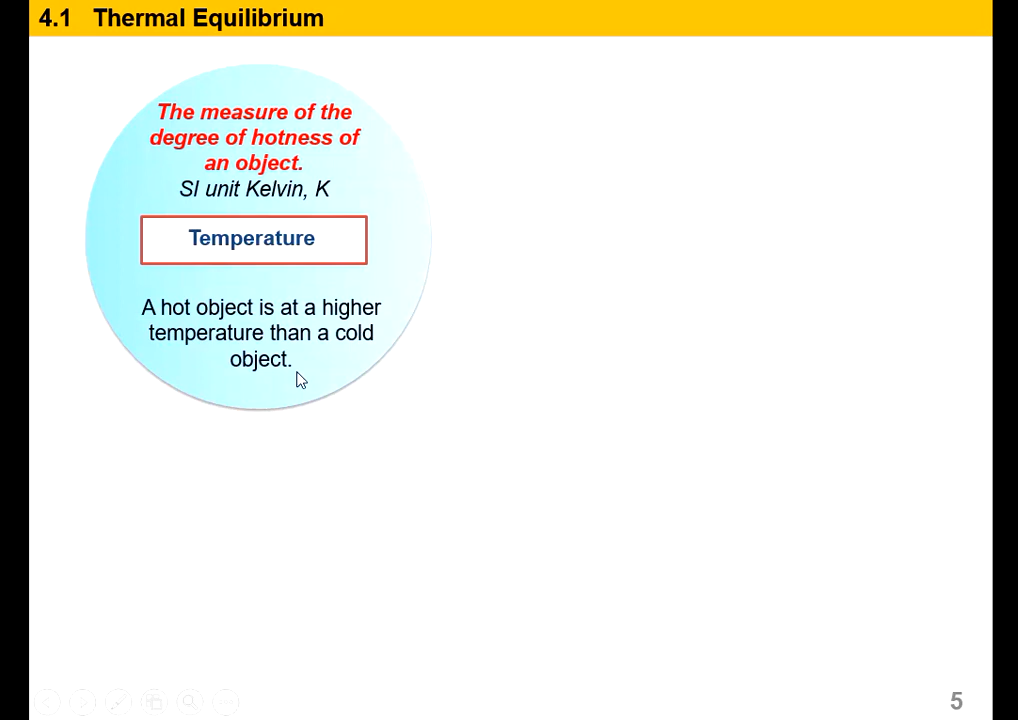 4.1 Thermal Equilibrium
The measure of the
degree of hotness of
an object.
SI unit Kelvin, K
Temperature
A hot object is at a higher
temperature than a cold
object.
5